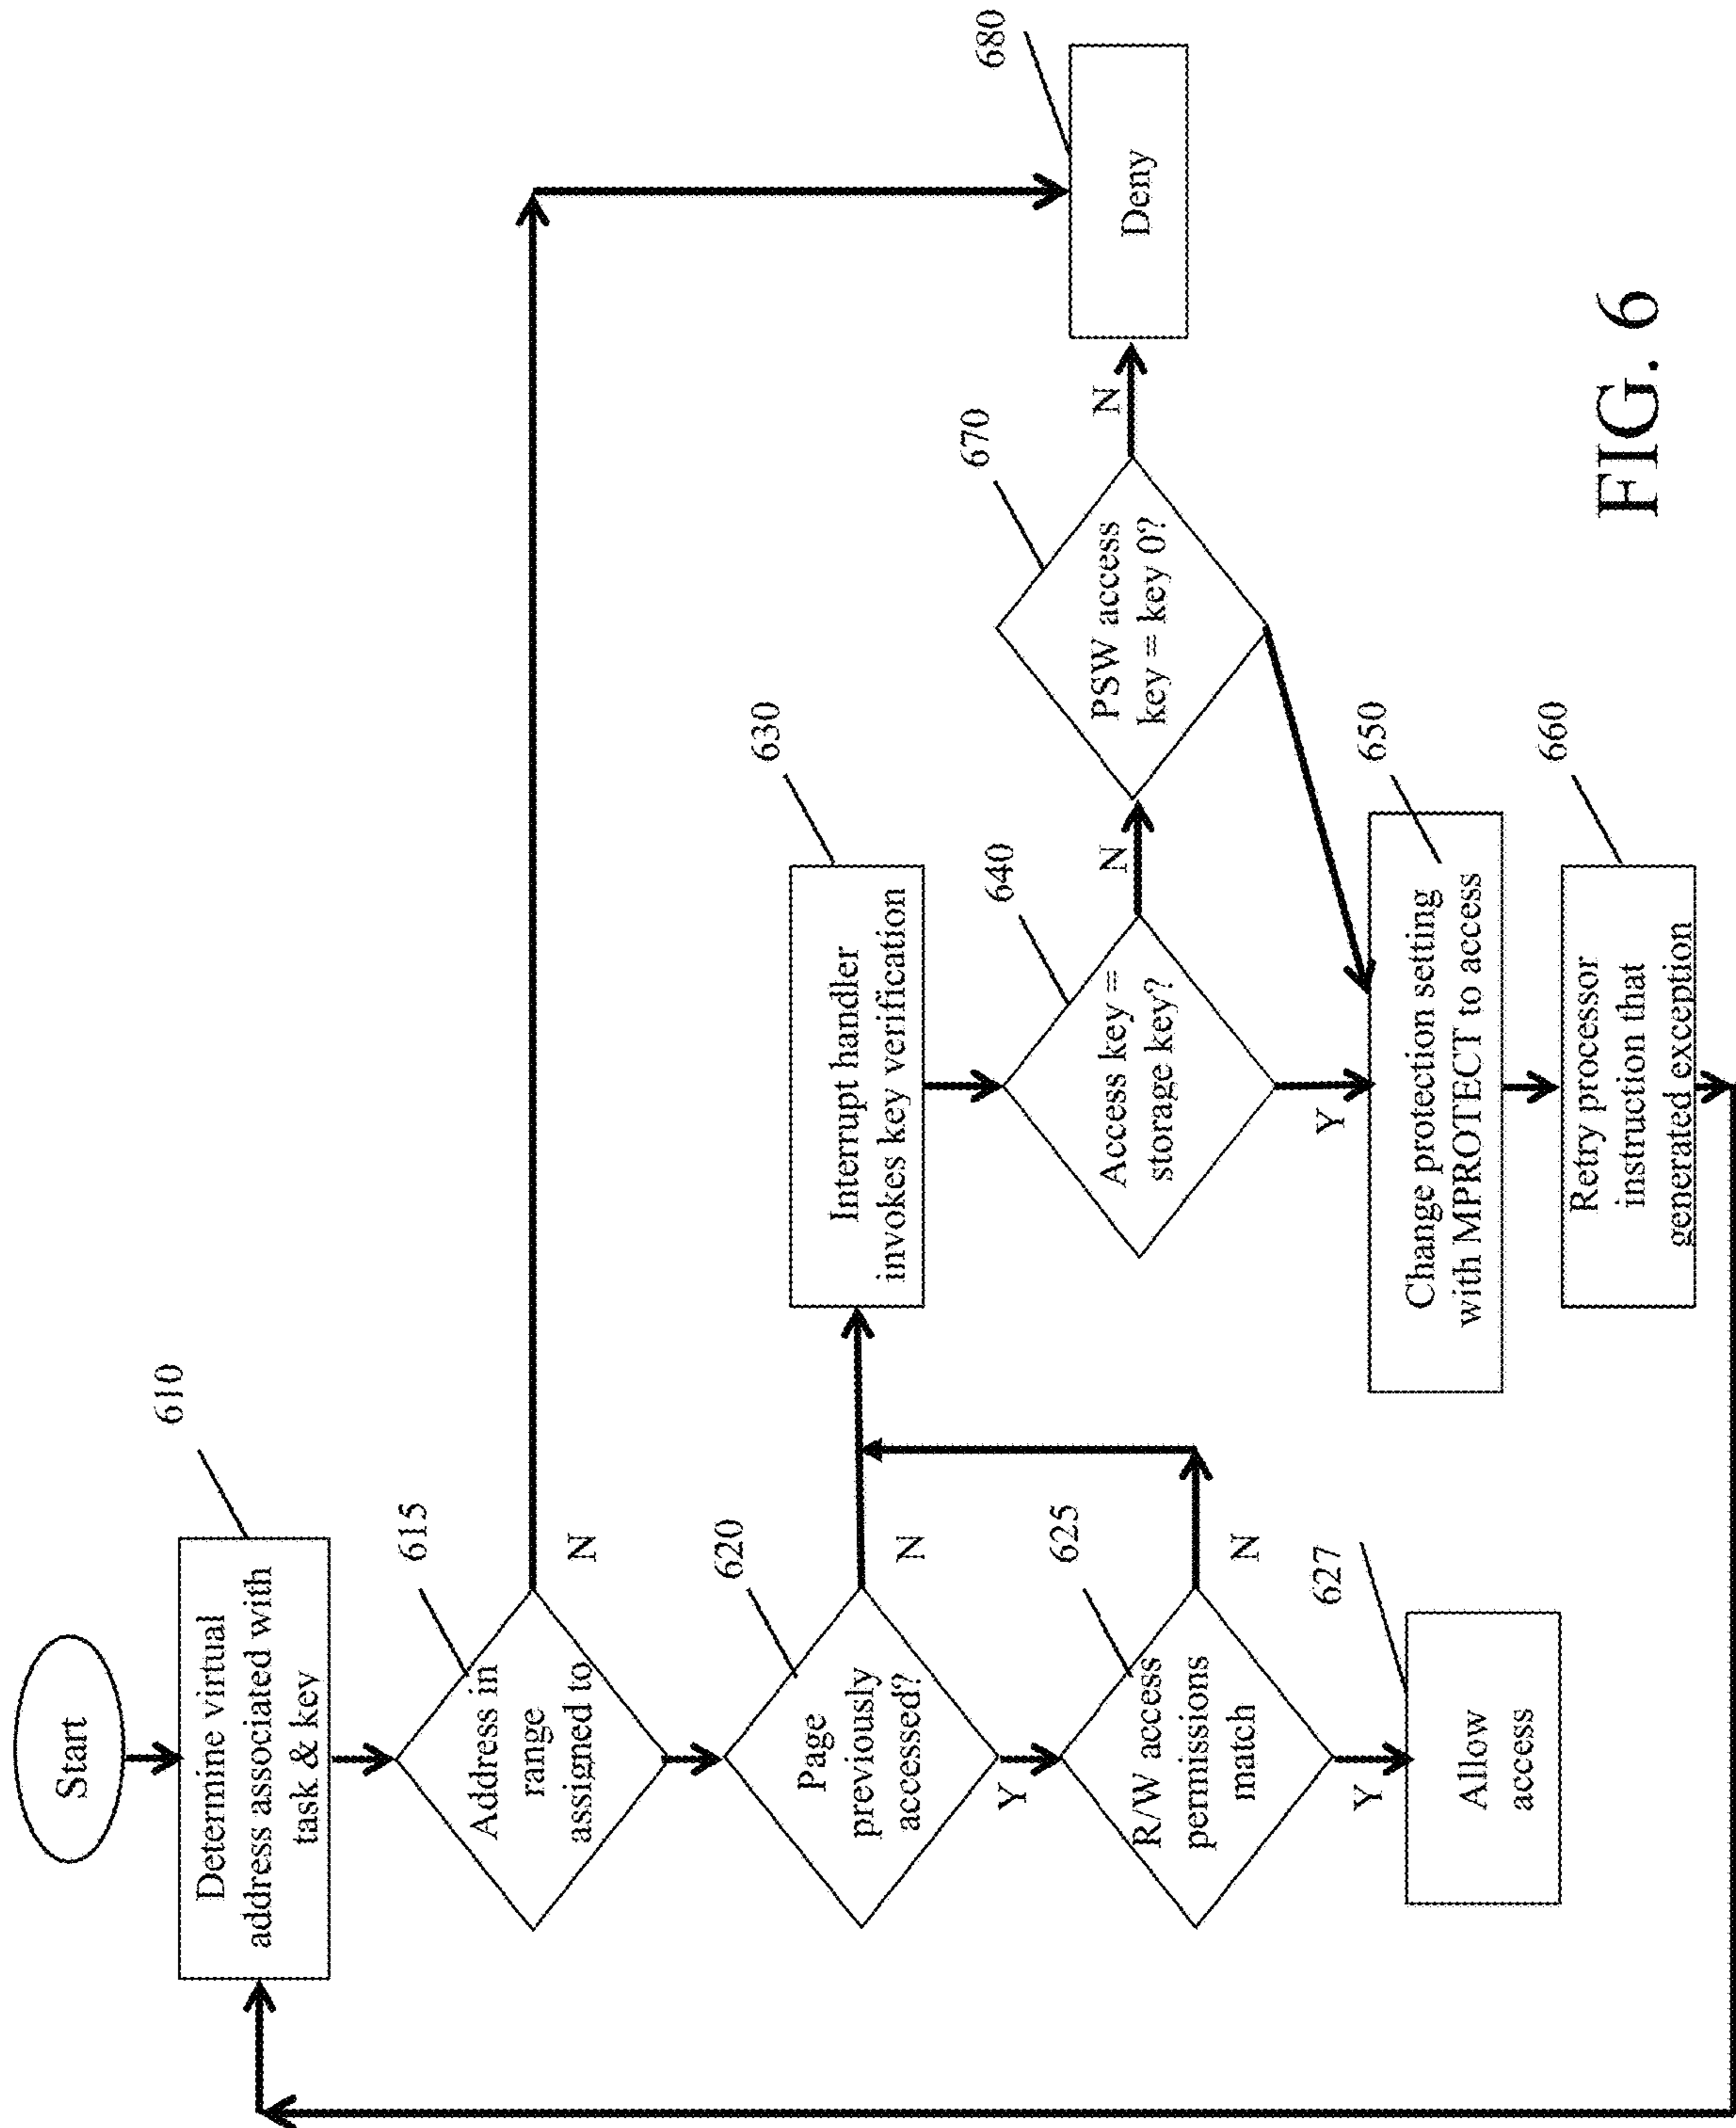 Start
610
Determine virtual
address associated with
task & key
615
Address in
range
assigned to
N
620
Page
previously
accessed?
N
Y
625
R/W access
permissions
match
N
Y
627
Allow
access
630
Interrupt handler
invokes key verification
640
Access key =
storage key?
N
Y
650
Change protection setting
with MPROTECT to access
660
Retry processor
instruction that
generated exception
670
PSW access
key = key 0?
N
680
Deny
FIG. 6